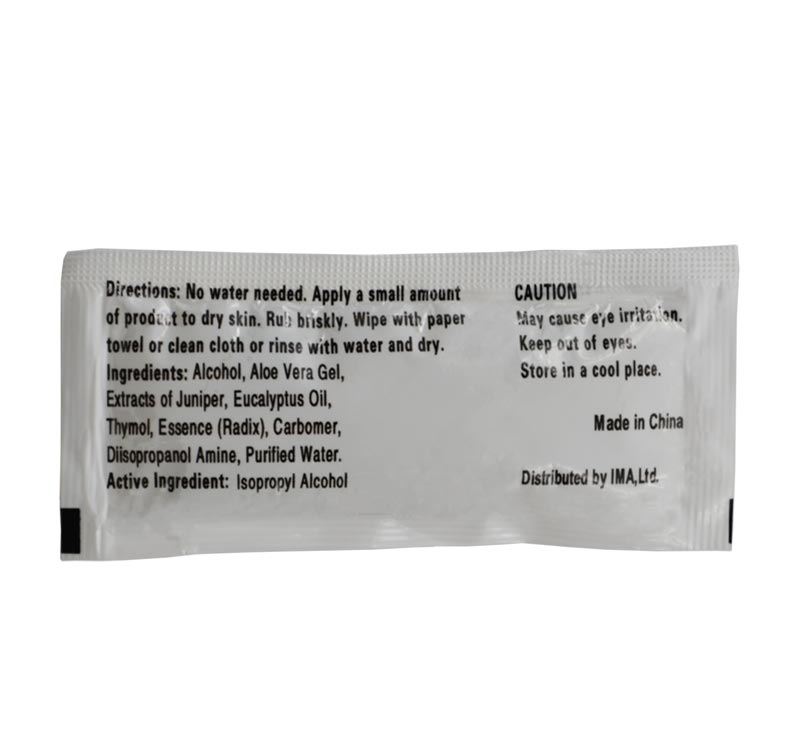 Directions: No water needed. Apply a small amount
of product to dry skin. Rub briskly. Wipe with paper
towel or clean cloth or rinse with water and dry.
Ingredients: Alcohol, Aloe Vera Gel,
Extracts of Juniper, Eucalyptus Oil,
Thymol, Essence (Radix), Carbomer,
Diisopropanol Amine, Purified Water.
Active Ingredient: Isopropyl Alcohol
CAUTION
May cause eye irritation.
Keep out of eyes.
Store in a cool place.
Made in China
Distributed by IMA,Ltd.